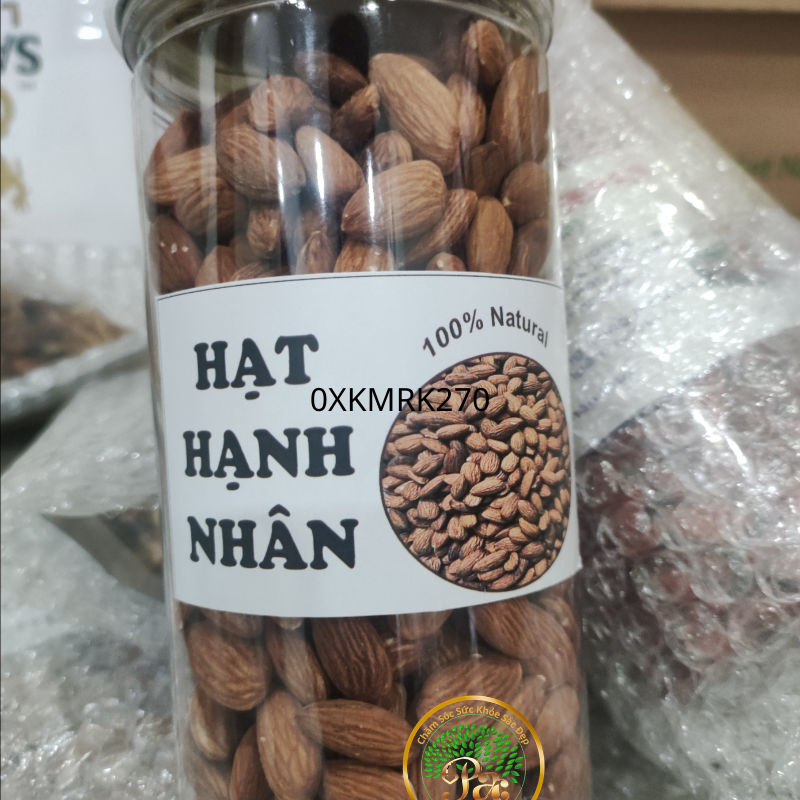 100% Natural
HẠT
0XKMRK270
HẠNH
NHÂN
Chăm Sóc Sức Khỏe Sắc Đẹp